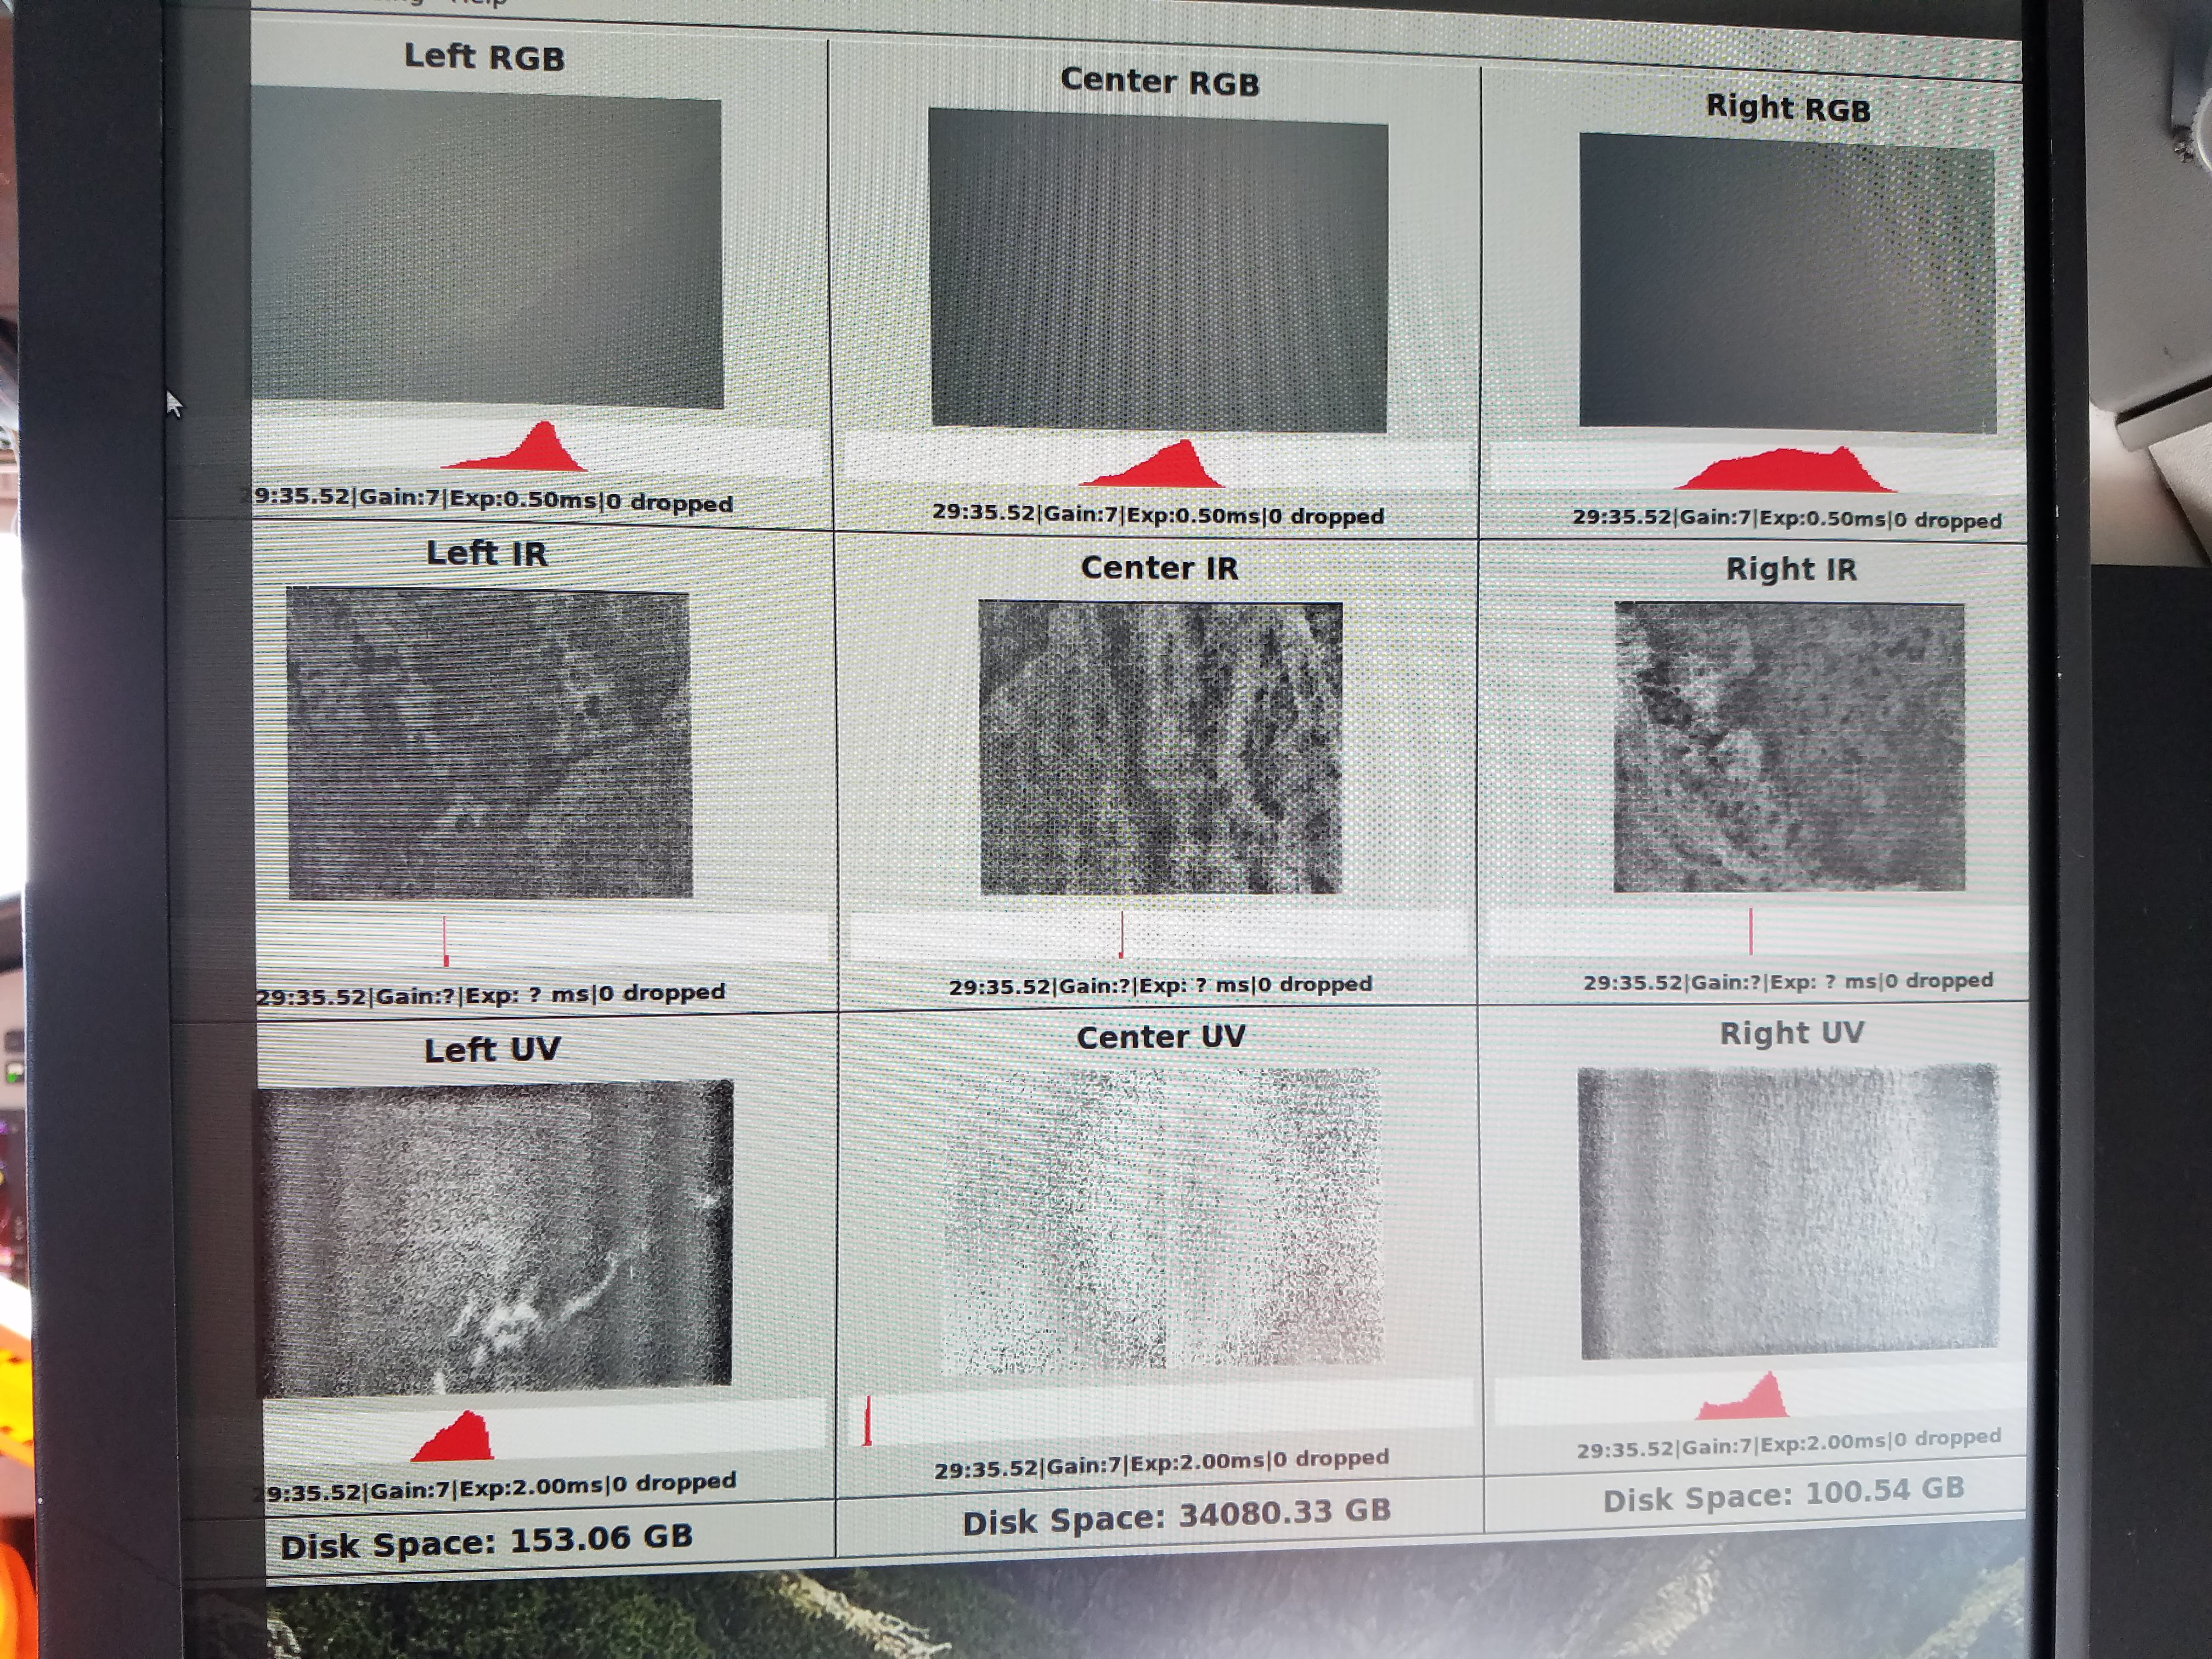 Help
Left RGB
Center RGB
Right RGB
9:35.52|Gain:7|Exp:0.50ms|0 dropped
29:35.52|Gain:7|Exp:0.50ms|0 dropped
29:35.52|Gain:7|Exp:0.50ms|0 dropped
Left IR
Center IR
Right IR
29:35.52|Gain:?|Exp: ? ms|0 dropped
29:35.52|Gain:?|Exp: ? ms|0 dropped
29:35.52|Gain:?|Exp: ? ms|0 dropped
Left UV
Center UV
Right UV
9:35.52|Gain:7|Exp:2.00ms|0 dropped
29:35.52|Gain:7|Exp:2.00ms|0 dropped
29:35.52|Gain:7|Exp:2.00ms|0 dropped
Disk Space: 153.06 GB
Disk Space: 34080.33 GB
Disk Space: 100.54 GB